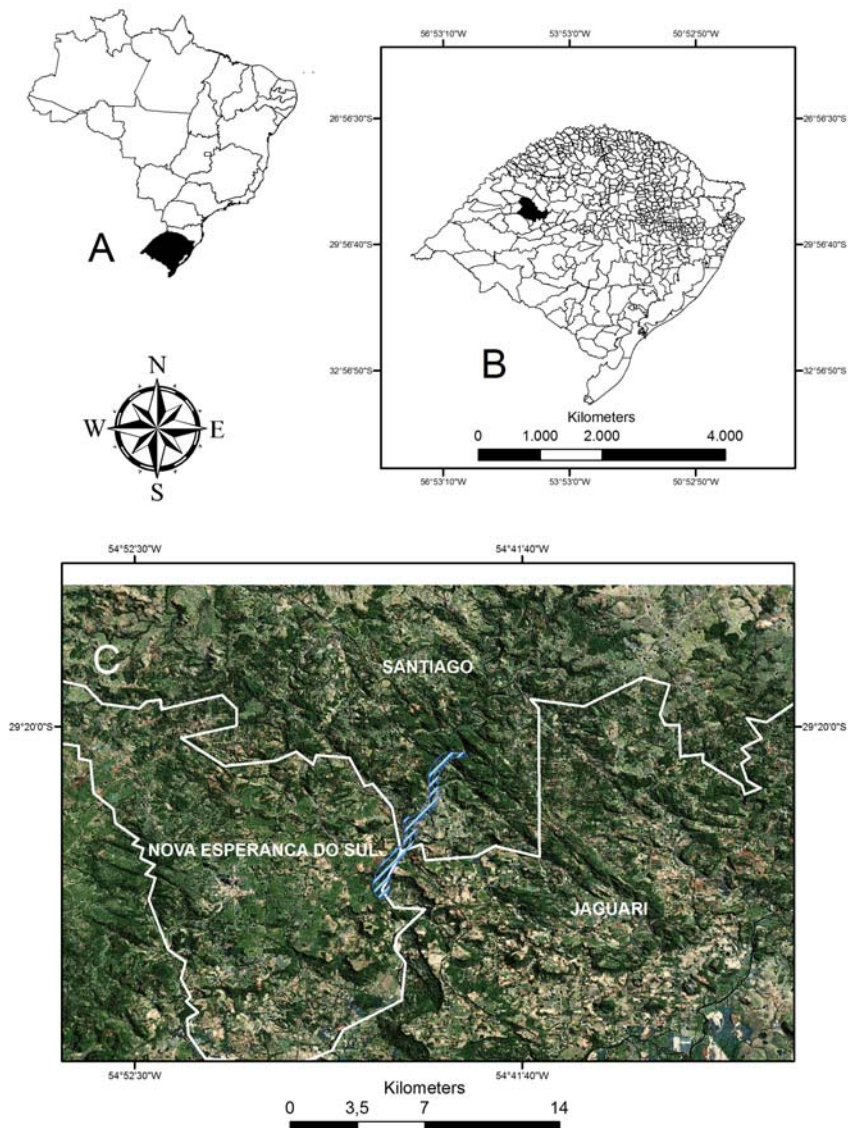 A
N
W E
S
56°53'10"W 53°53'0"W 50°52'50"W
26°56'30"S 26°56'30"S
29°56'40"S 29°56'40"S
32°56'50"S 32°56'50"S
B
Kilometers
0 1.000 2.000 4.000
56°53'10"W 53°53'0"W 50°52'50"W
54°52'30"W 54°41'40"W
C
SANTIAGO
29°20'0"S 29°20'0"S
NOVA ESPERANCA DO SUL
JAGUARI
54°52'30"W 54°41'40"W
Kilometers
0 3,5 7 14